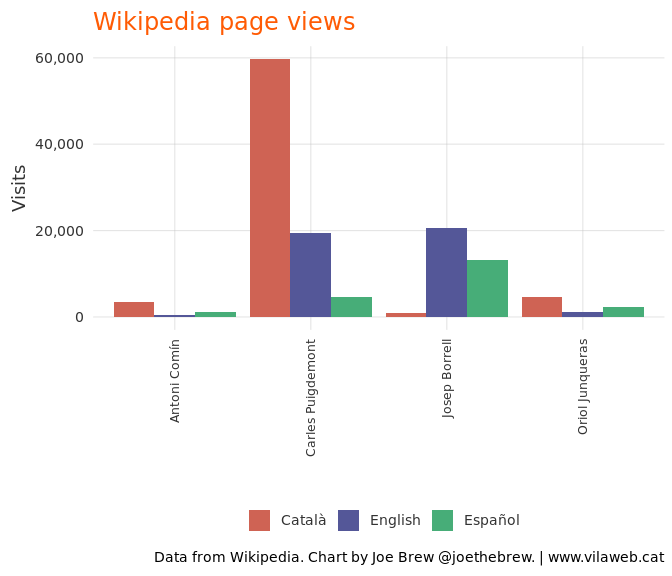 Wikipedia page views
60,000
40,000
20,000
0
Visits
Antoni Comín
Carles Puigdemont
Josep Borrell
Oriol Junqueras
Català
English
Español
Data from Wikipedia. Chart by Joe Brew @joethebrew. | www.vilaweb.cat